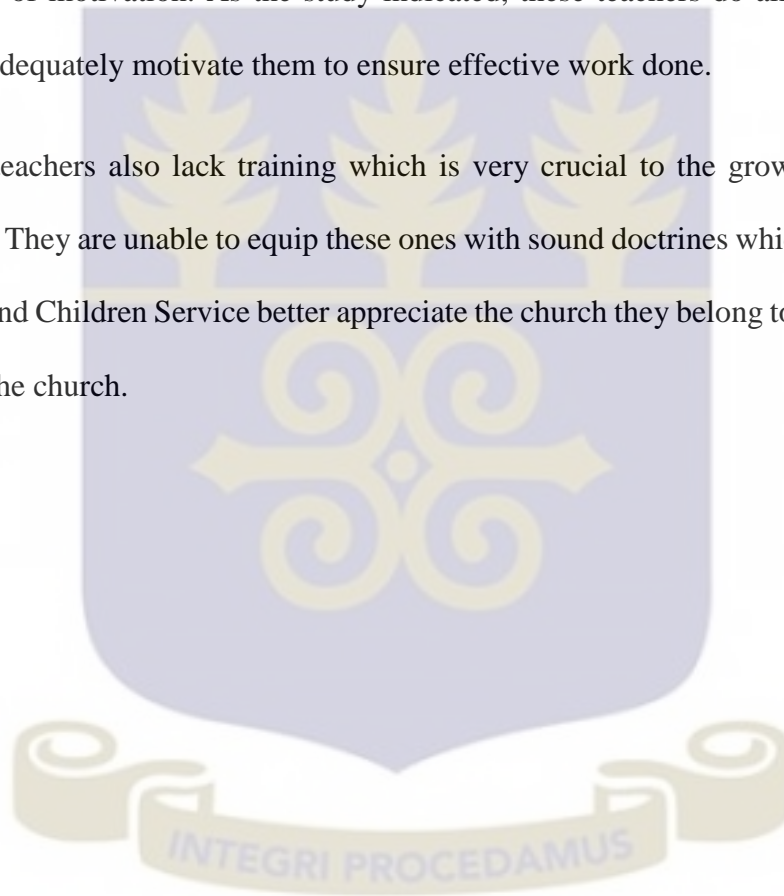 of motivation. As the study indicated, these teachers do
dequately motivate them to ensure effective work done.
eachers also lack training which is very crucial to the grow
They are unable to equip these ones with sound doctrines whi
nd Children Service better appreciate the church they belong to
he church.
INTEGRI PROCEDAMUS